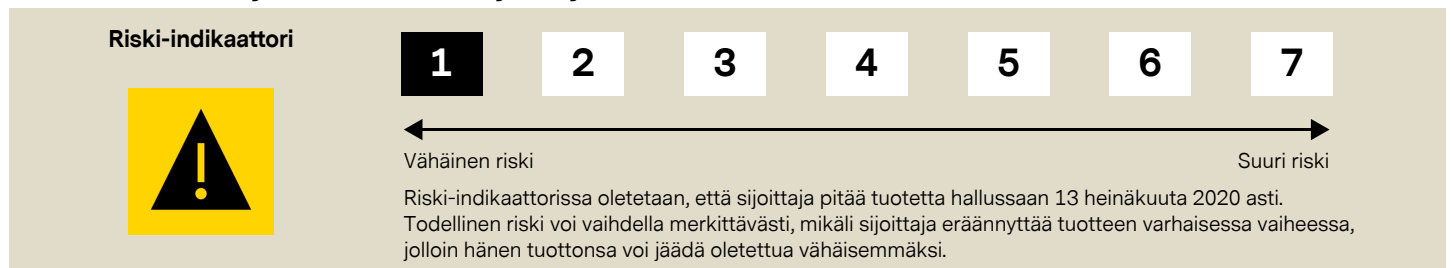 Riski-indikaattori
1 2 3 4 5 6 7
Vähäinen riski Suuri riski
Riski-indikaattorissa oletetaan, että sijoittaja pitää tuotetta hallussaan 13 heinäkuuta 2020 asti.
Todellinen riski voi vaihdella merkittävästi, mikäli sijoittaja eräännyttää tuotteen varhaisessa vaiheessa,
jolloin hänen tuottonsa voi jäädä oletettua vähäisemmäksi.